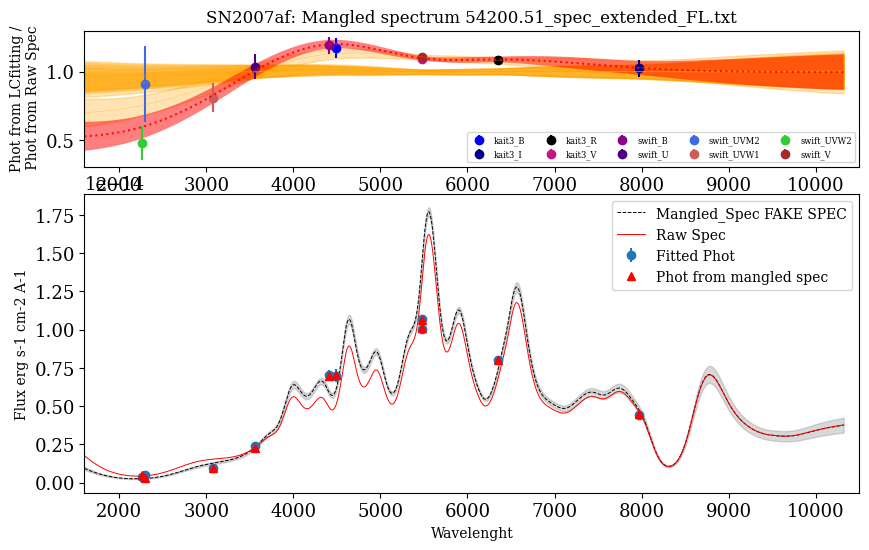 SN2007af: Mangled spectrum 54200.51_spec_extended_FL.txt
Phot from LCfitting /
Phot from Raw Spec
1.0
0.5
kait3_B kait3_R swift_B swift_UVM2 swift_UVW2
kait3_I kait3_V swift_U swift_UVW1 swift_V
2000 3000 4000 5000 6000 7000 8000 9000 10000
1e−14
Flux erg s-1 cm-2 A-1
1.75
1.50
1.25
1.00
0.75
0.50
0.25
0.00
Mangled_Spec FAKE SPEC
Raw Spec
Fitted Phot
Phot from mangled spec
2000 3000 4000 5000 6000 7000 8000 9000 10000
Wavelenght